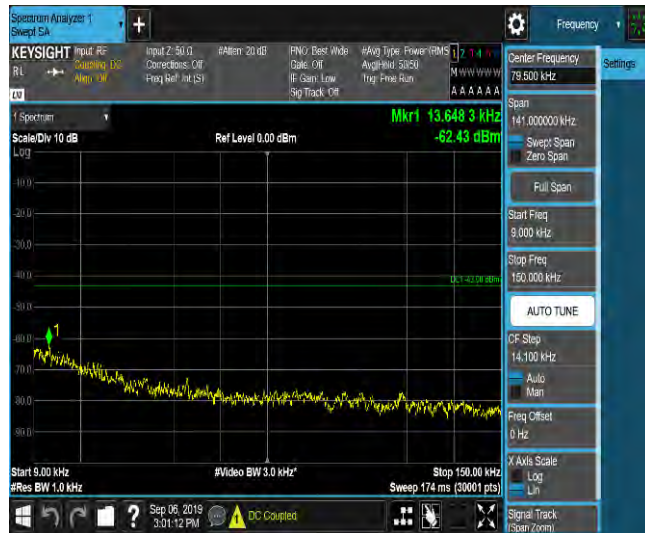 Spectrum Analyzer 1
Swept SA
+
Frequency
KEYSIGHT
Input: RF
Coupling: DC
Align: Off
Input Z: 50 Ω
Corrections: Off
Freq Ref: Int (S)
#Atten: 20 dB
PNO: Best Wide
Gate: Off
IF Gain: Low
Sig Track: Off
#Avg Type: Power (RMS
Avg|Hold: 50/50
Trig: Free Run
M W W W W W
A A A A A A
RL
LXI
1 Spectrum
Scale/Div 10 dB
Log
Ref Level 0.00 dBm
Mkr1 13.648 3 kHz
-62.43 dBm
-10.0
-20.0
-30.0
-40.0
-50.0
-60.0
-70.0
-80.0
-90.0
1
Start 9.00 kHz
#Res BW 1.0 kHz
#Video BW 3.0 kHz*
Stop 150.00 kHz
Sweep 174 ms (30001 pts)
Center Frequency
79.500 kHz
Settings
Span
141.000000 kHz
Swept Span
Zero Span
Full Span
Start Freq
9.000 kHz
Stop Freq
150.000 kHz
AUTO TUNE
CF Step
14.100 kHz
Auto
Man
Freq Offset
0 Hz
X Axis Scale
Log
Lin
Signal Track
(Span Zoom)
?
Sep 06, 2019
3:01:12 PM
DC Coupled